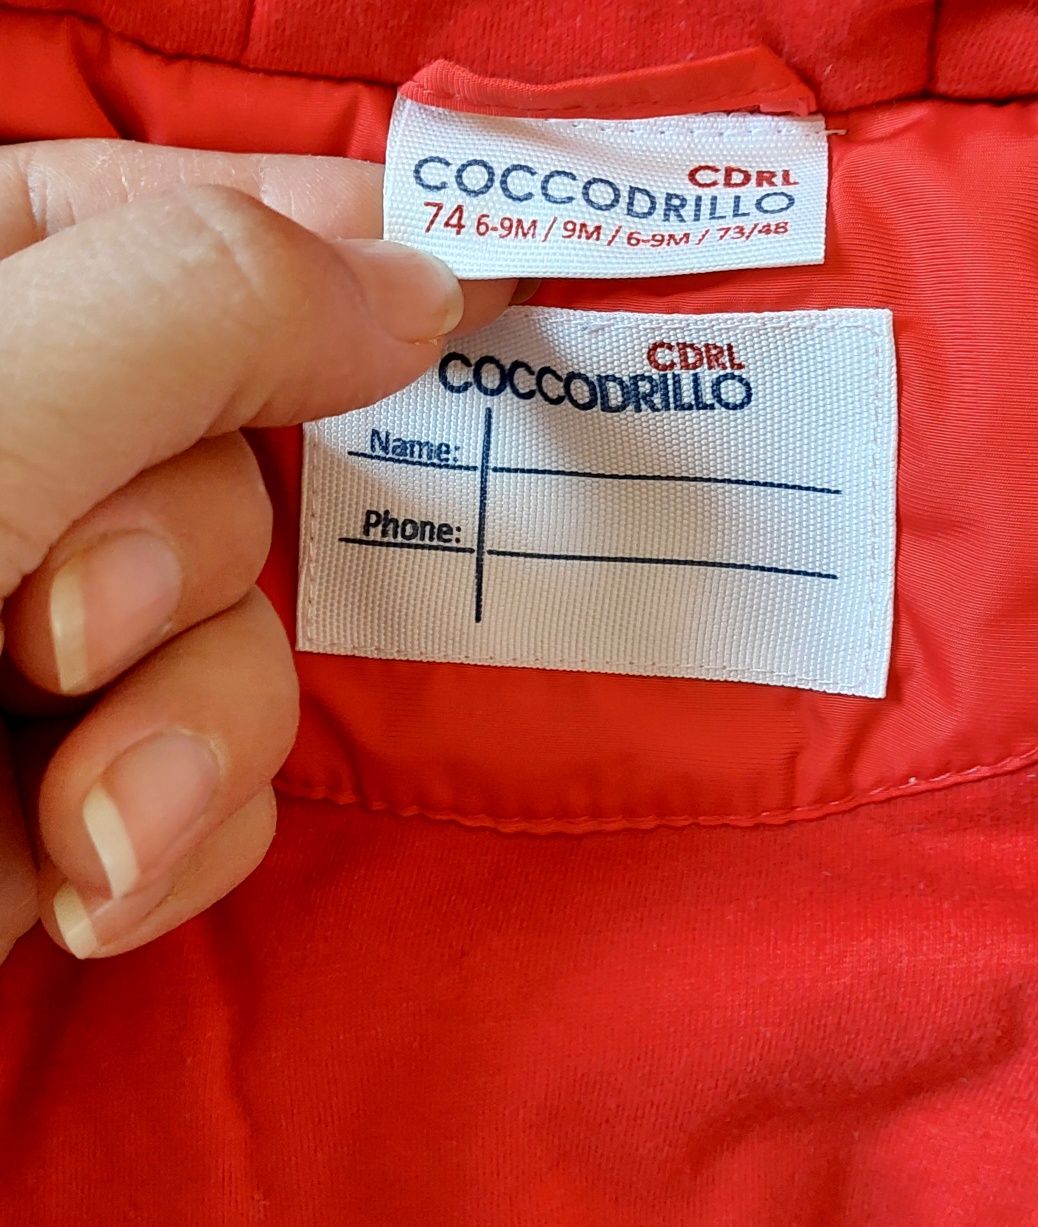 CDRL
COCCODRILLO
74 6-9M / 9M / 6-9M / 73/48
CDRL
COCCODRILLO
Name:
Phone: